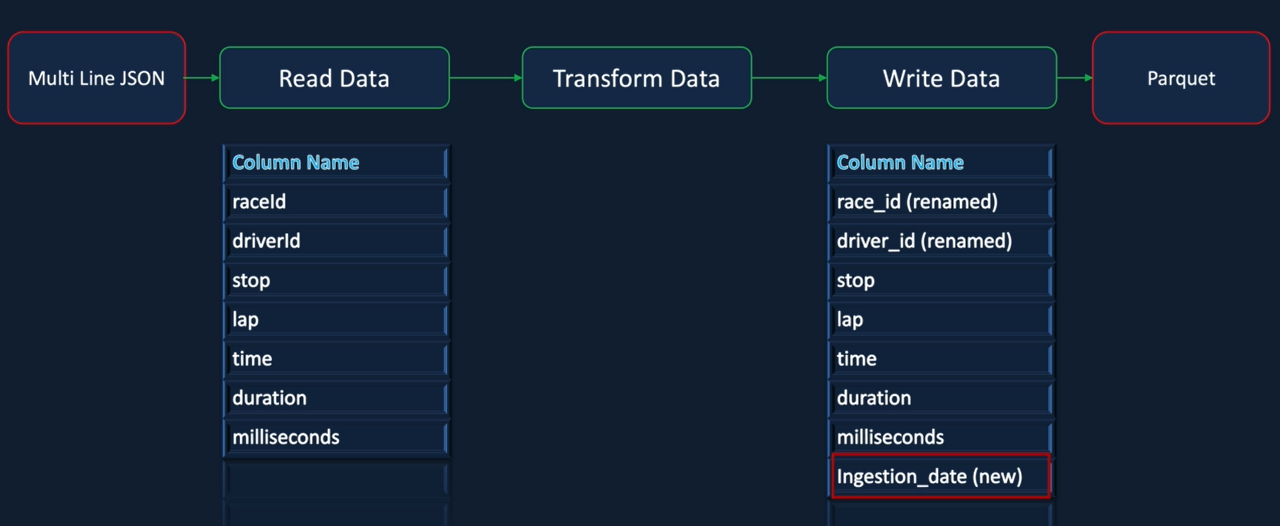 Multi Line JSON
Read Data
Transform Data
Write Data
Parquet
Column Name
raceId
driverId
stop
lap
time
duration
milliseconds
Column Name
race_id (renamed)
driver_id (renamed)
stop
lap
time
duration
milliseconds
Ingestion_date (new)